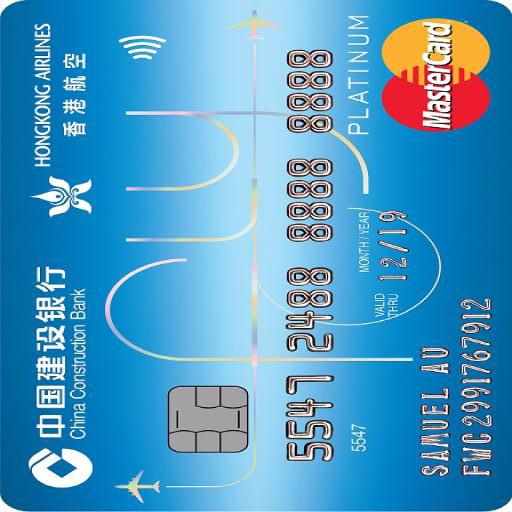 中国建设银行
China Construction Bank
HONGKONG AIRLINES
香港航空
5547 2488 8888 8888
5547
MONTH / YEAR
VALID
THRU
12/19
PLATINUM
SAMUEL AU
FWC2991767912
MasterCard